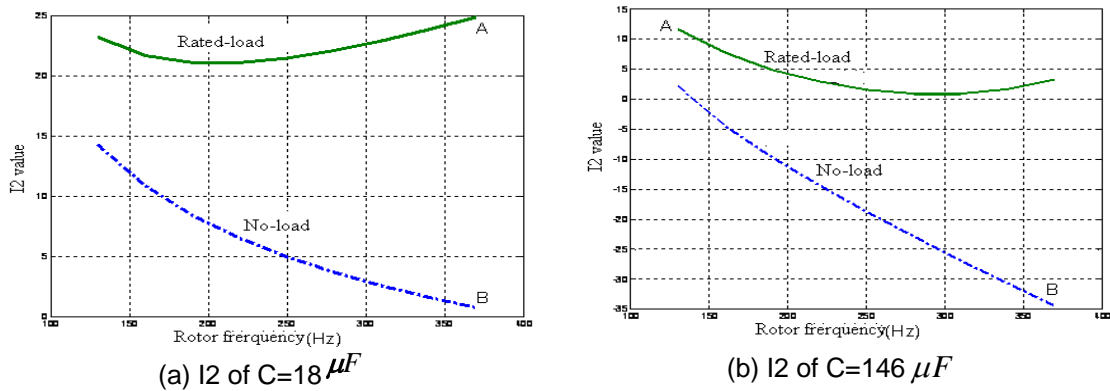 25
20
15
10
5
0
I2 value
Rated-load
A
No-load
B
100 150 200 250 300 350 400
Rotor frerquency(Hz)
(a) I2 of C=18 μF
15
10
5
0
-5
-10
-15
-20
-25
-30
-35
I2 value
A
Rated-load
No-load
B
100 150 200 250 300 350 400
Rotor frerquency(Hz)
(b) I2 of C=146 μF